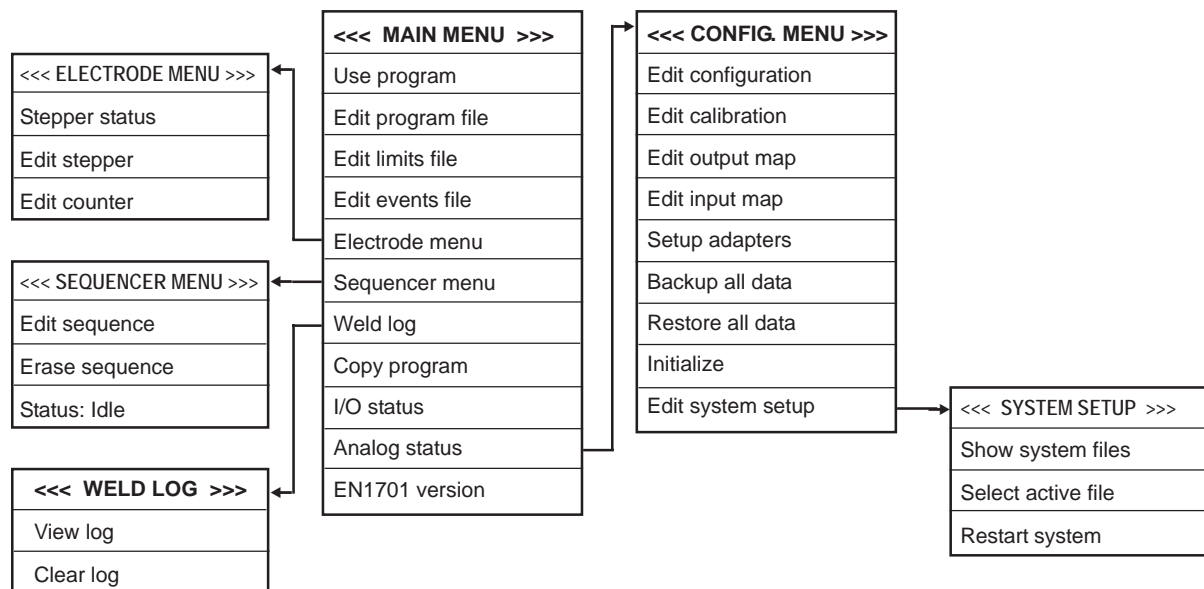 <<< ELECTRODE MENU >>>
Stepper status
Edit stepper
Edit counter
<<< SEQUENCER MENU >>>
Edit sequence
Erase sequence
Status: Idle
<<< WELD LOG >>>
View log
Clear log
<<< MAIN MENU >>>
Use program
Edit program file
Edit limits file
Edit events file
Electrode menu
Sequencer menu
Weld log
Copy program
I/O status
Analog status
EN1701 version
<<< CONFIG. MENU >>>
Edit configuration
Edit calibration
Edit output map
Edit input map
Setup adapters
Backup all data
Restore all data
Initialize
Edit system setup
<<< SYSTEM SETUP >>>
Show system files
Select active file
Restart system